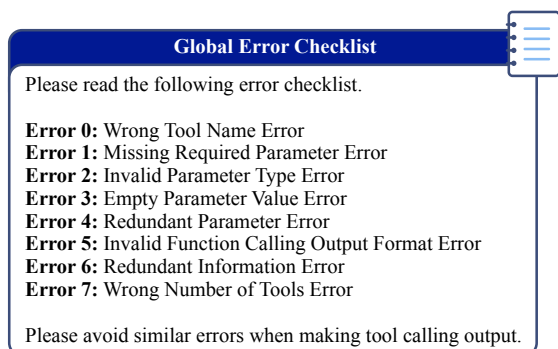 Global Error Checklist
Please read the following error checklist.
Error 0: Wrong Tool Name Error
Error 1: Missing Required Parameter Error
Error 2: Invalid Parameter Type Error
Error 3: Empty Parameter Value Error
Error 4: Redundant Parameter Error
Error 5: Invalid Function Calling Output Format Error
Error 6: Redundant Information Error
Error 7: Wrong Number of Tools Error
Please avoid similar errors when making tool calling output.